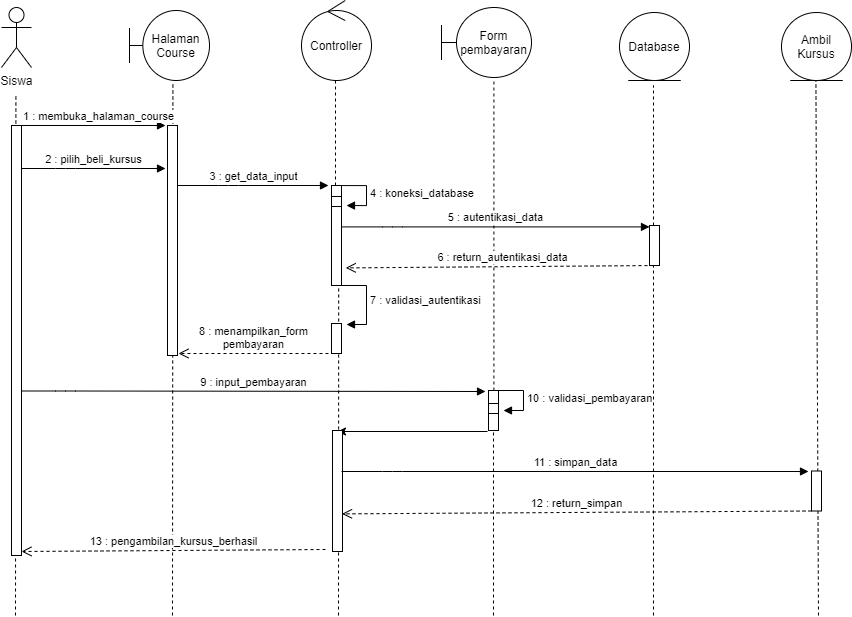 Siswa
Halaman
Course
Controller
Form
pembayaran
Database
Ambil
Kursus
1 : membuka_halaman_course
2 : pilih_beli_kursus
3 : get_data_input
4 : koneksi_database
5 : autentikasi_data
6 : return_autentikasi_data
7 : validasi_autentikasi
8 : menampilkan_form
pembayaran
9 : input_pembayaran
10 : validasi_pembayaran
11 : simpan_data
12 : return_simpan
13 : pengambilan_kursus_berhasil